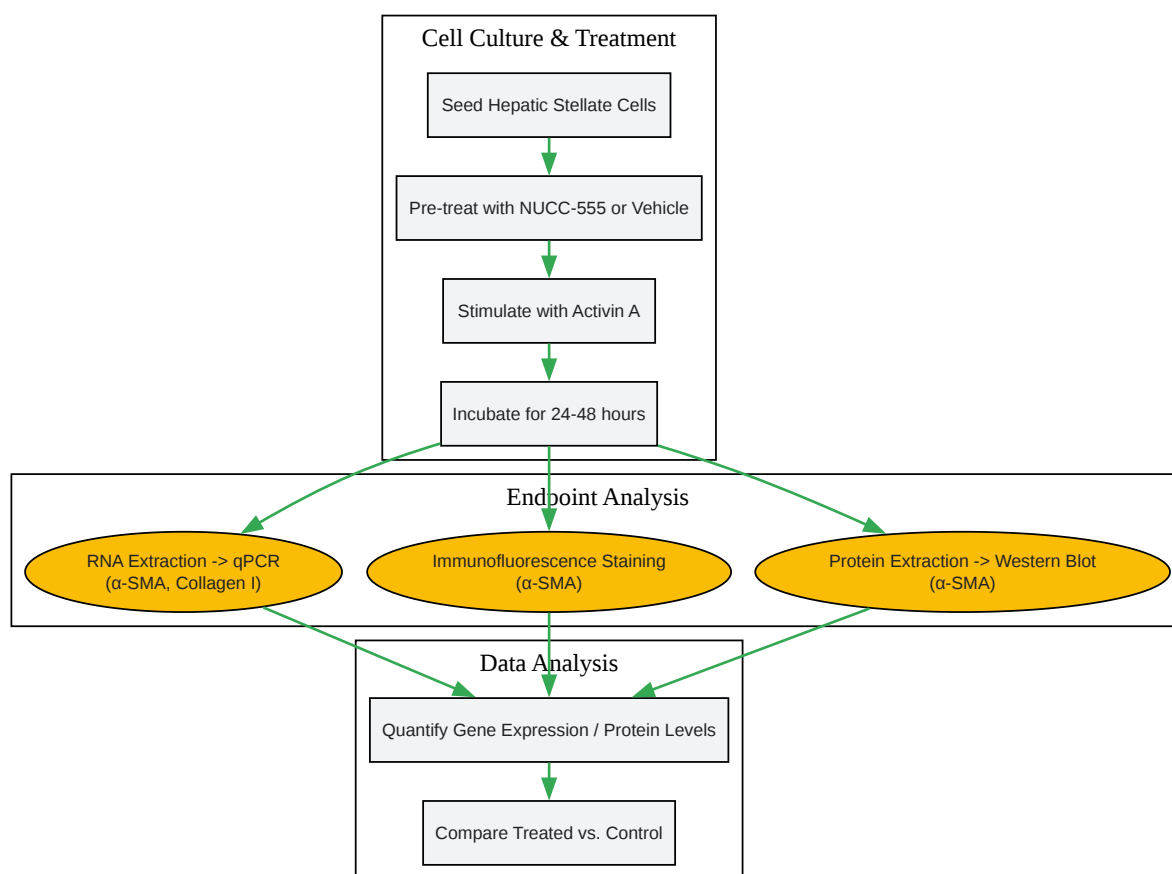 Cell Culture & Treatment
Seed Hepatic Stellate Cells
Pre-treat with NUCC-555 or Vehicle
Stimulate with Activin A
Incubate for 24-48 hours
Endpoint Analysis
RNA Extraction -> qPCR
(α-SMA, Collagen I)
Immunofluorescence Staining
(α-SMA)
Protein Extraction -> Western Blot
(α-SMA)
Data Analysis
Quantify Gene Expression / Protein Levels
Compare Treated vs. Control